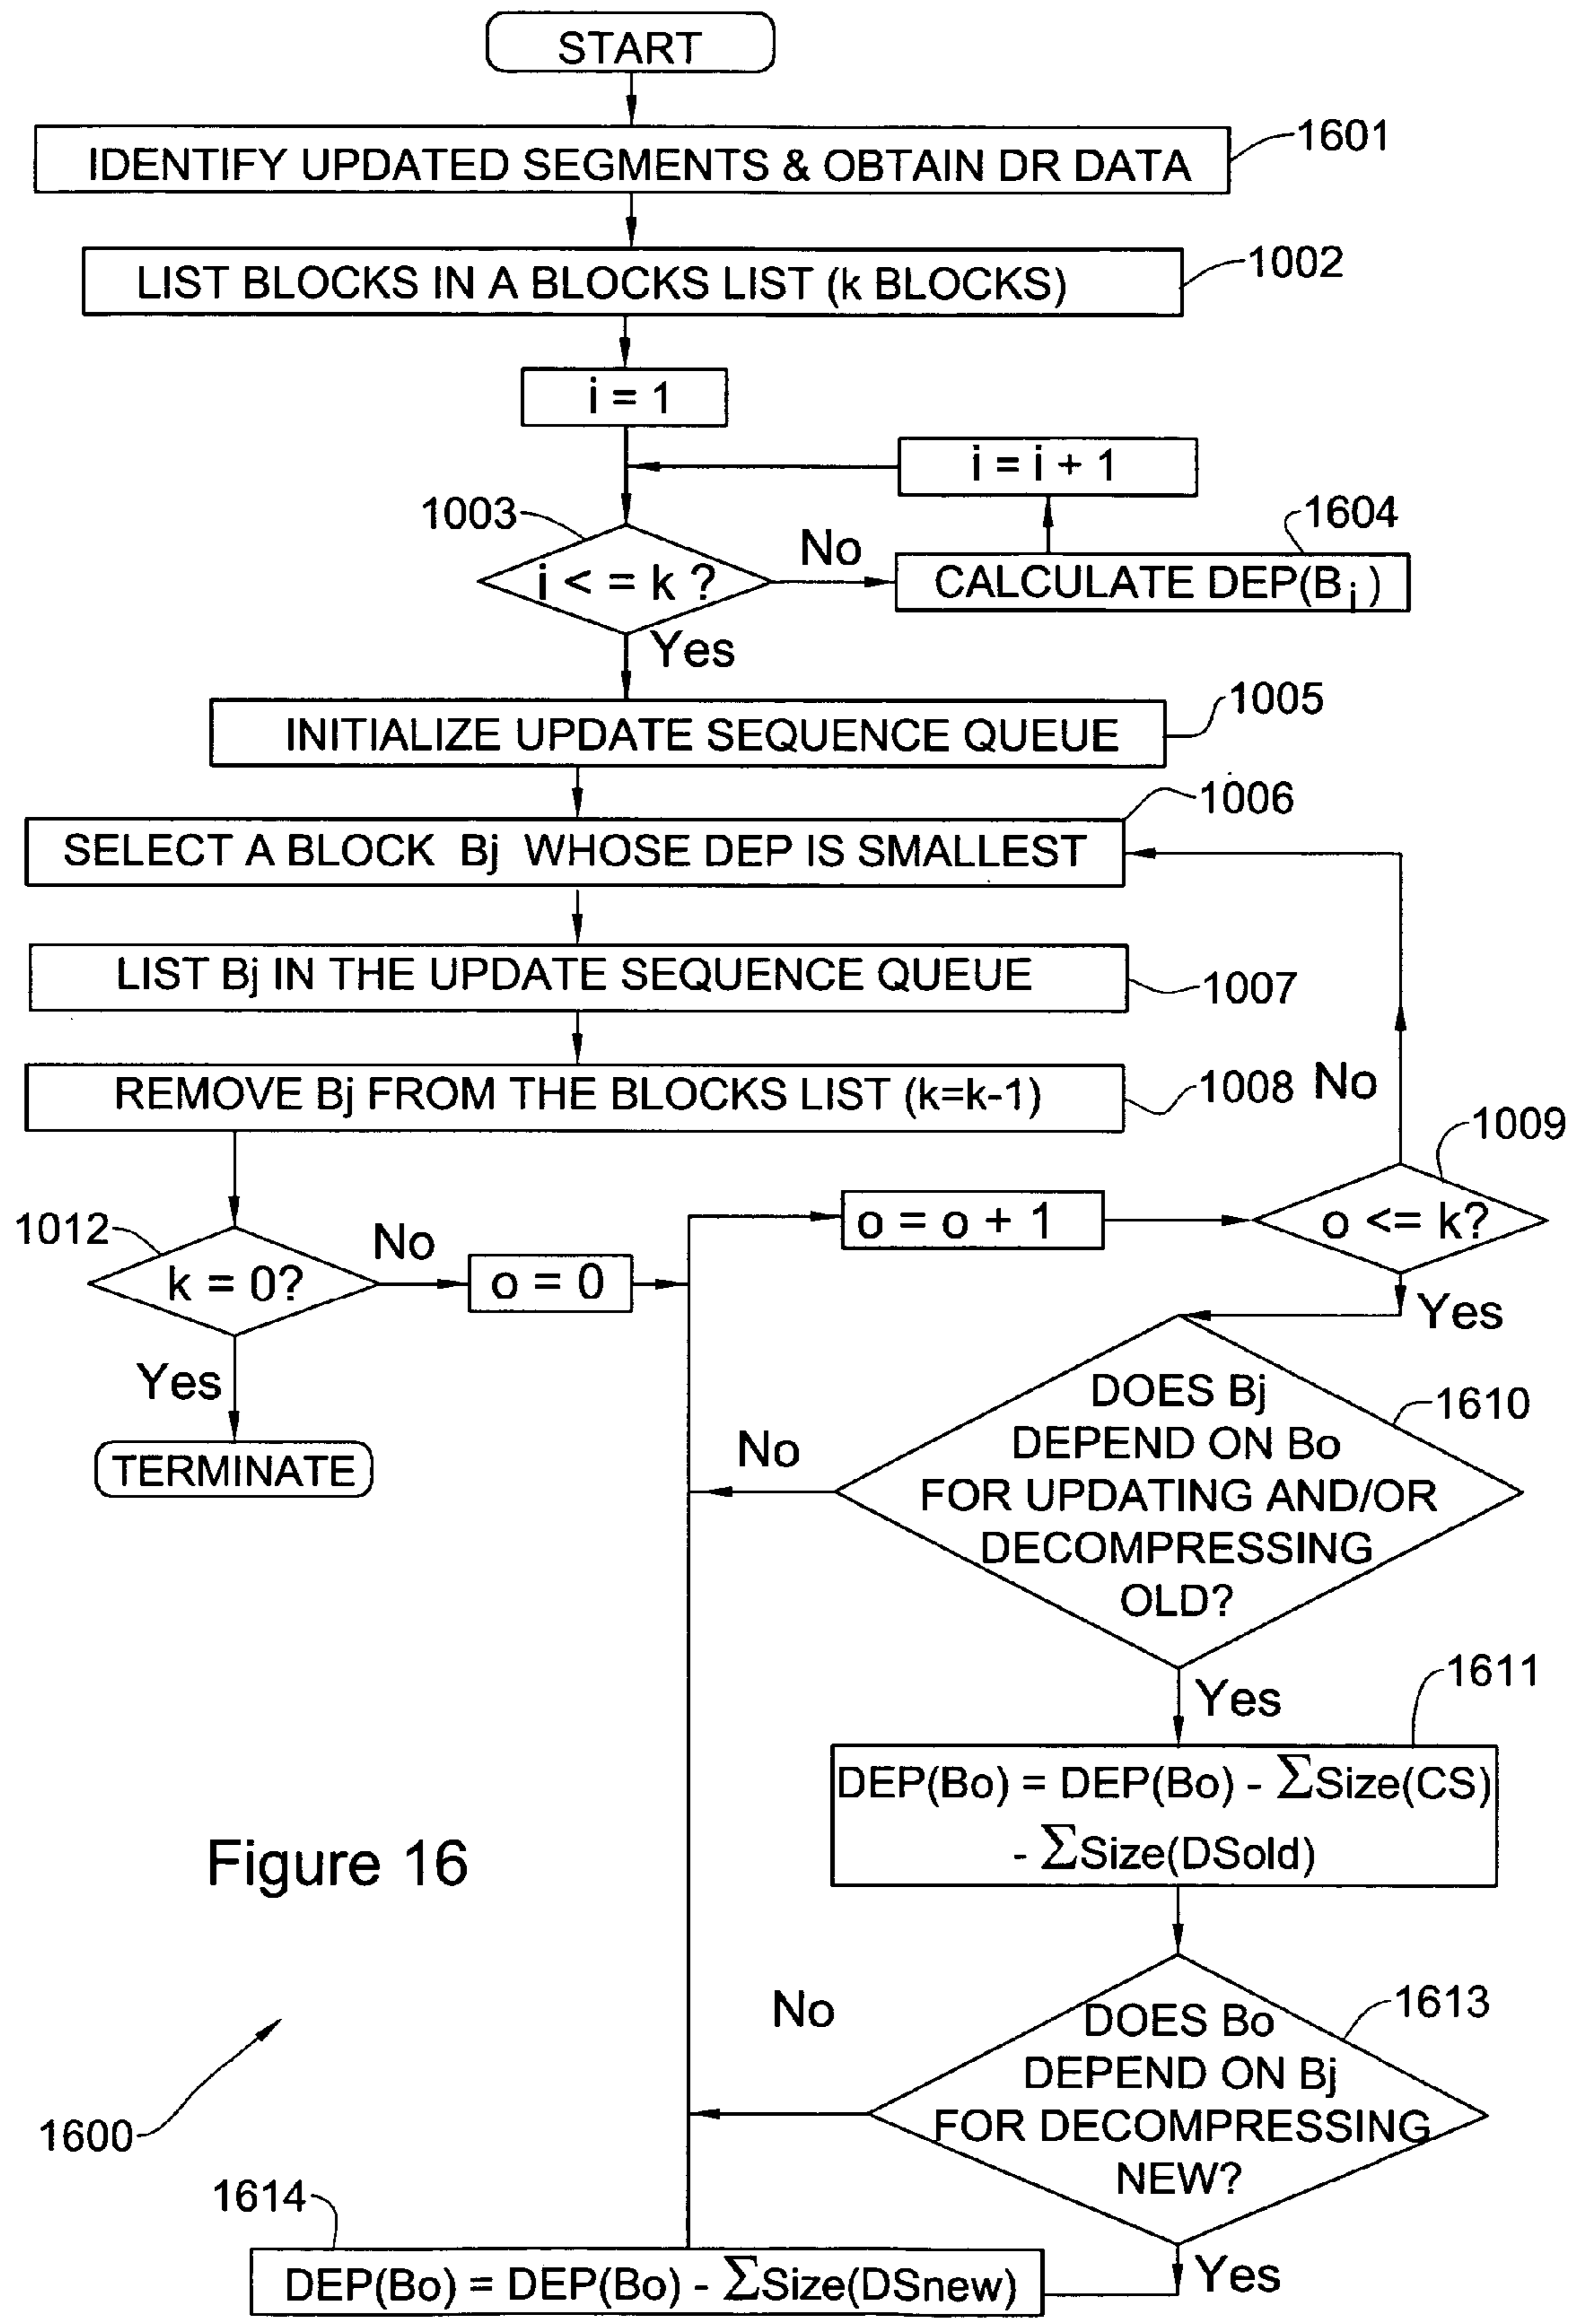 START
1601
IDENTIFY UPDATED SEGMENTS & OBTAIN DR DATA
1002
LIST BLOCKS IN A BLOCKS LIST (k BLOCKS)
i = 1
i = i + 1
1003
1604
No
i < = k ?
CALCULATE DEP(Bi)
Yes
1005
INITIALIZE UPDATE SEQUENCE QUEUE
1006
SELECT A BLOCK Bj WHOSE DEP IS SMALLEST
LIST Bj IN THE UPDATE SEQUENCE QUEUE
1007
REMOVE Bj FROM THE BLOCKS LIST (k=k-1)
1008
No
1009
1012
No
o = o + 1
o <= k?
k = 0?
o = 0
Yes
Yes
TERMINATE
DOES Bj
DEPEND ON Bo
FOR UPDATING AND/OR
DECOMPRESSING
OLD?
1610
No
Yes
1611
DEP(Bo) = DEP(Bo) - ΣSize(CS)
- ΣSize(DSold)
Figure 16
No
1613
DOES Bo
DEPEND ON Bj
FOR DECOMPRESSING
NEW?
1600
1614
DEP(Bo) = DEP(Bo) - ΣSize(DSnew)
Yes